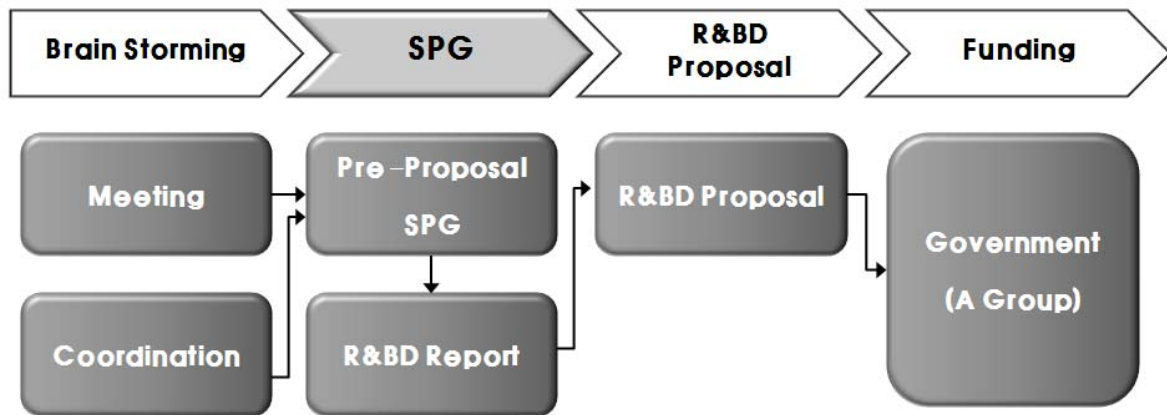 Brain Storming
SPG
R&BD
Proposal
Funding
Meeting
Pre –Proposal
SPG
R&BD Proposal
Government
(A Group)
Coordination
R&BD Report